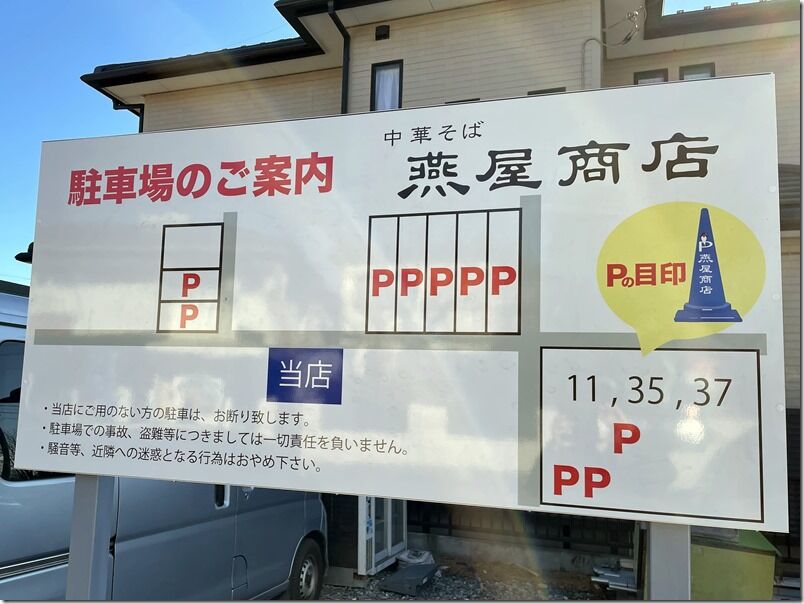 中華そば
駐車場のご案内
燕屋商店
P
P
PPPPP
Pの目印
P
燕屋商店
当店
11 , 35 , 37
P
PP
・当店にご用のない方の駐車は、お断り致します。
・駐車場での事故、盗難等につきましては一切責任を負いません。
・騒音等、近隣への迷惑となる行為はおやめ下さい。